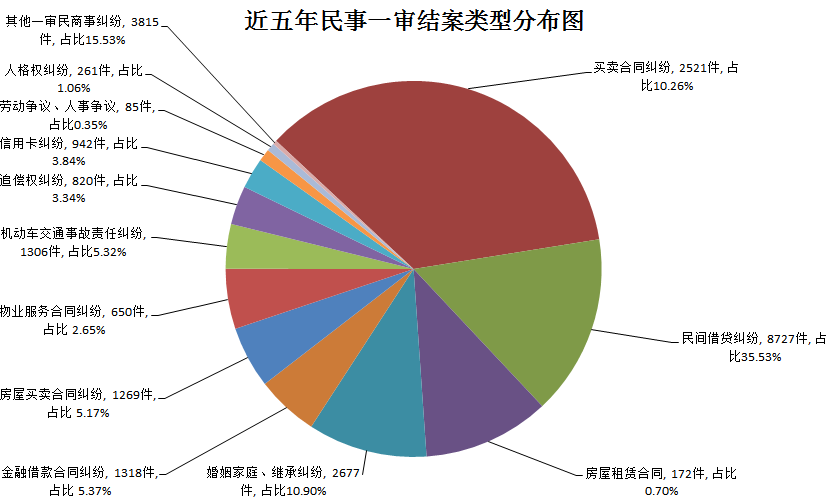 近五年民事一审结案类型分布图
其他一审民商事纠纷, 3815
件, 占比15.53%
人格权纠纷, 261件, 占比
1.06%
劳动争议、人事争议, 85件,
占比0.35%
信用卡纠纷, 942件, 占比
3.84%
追偿权纠纷, 820件, 占比
3.34%
机动车交通事故责任纠纷,
1306件, 占比5.32%
物业服务合同纠纷, 650件,
占比 2.65%
房屋买卖合同纠纷, 1269件,
占比 5.17%
金融借款合同纠纷, 1318件,
占比 5.37%
婚姻家庭、继承纠纷, 2677
件, 占比10.90%
房屋租赁合同, 172件, 占比
0.70%
民间借贷纠纷, 8727件, 占
比35.53%
买卖合同纠纷, 2521件, 占
比10.26%